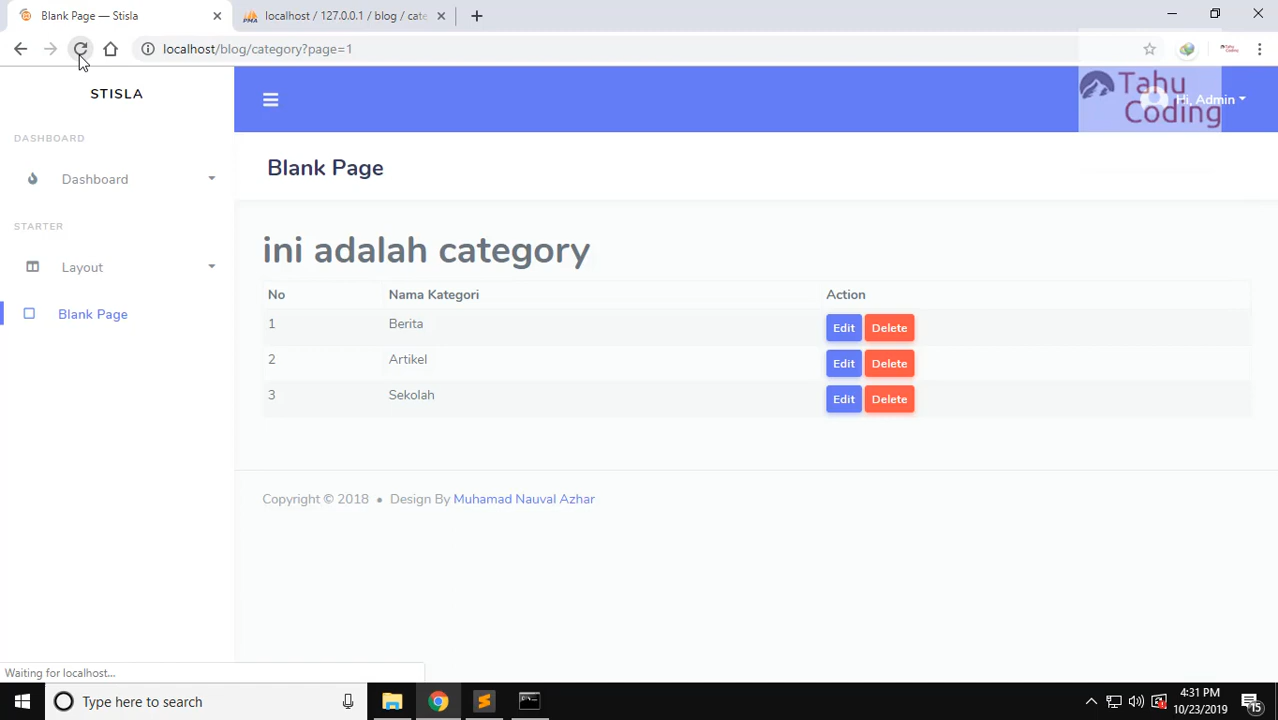 Blank Page — Stisla
localhost / 127.0.0.1 / blog / cate
localhost/blog/category?page=1
STISLA
Tahu
Coding
Hi, Admin
DASHBOARD
Blank Page
Dashboard
STARTER
Layout
Blank Page
ini adalah category
No Nama Kategori Action
1 Berita Edit Delete
2 Artikel Edit Delete
3 Sekolah Edit Delete
Copyright © 2018 • Design By Muhamad Nauval Azhar
Waiting for localhost...
Type here to search
4:31 PM
10/23/2019
15